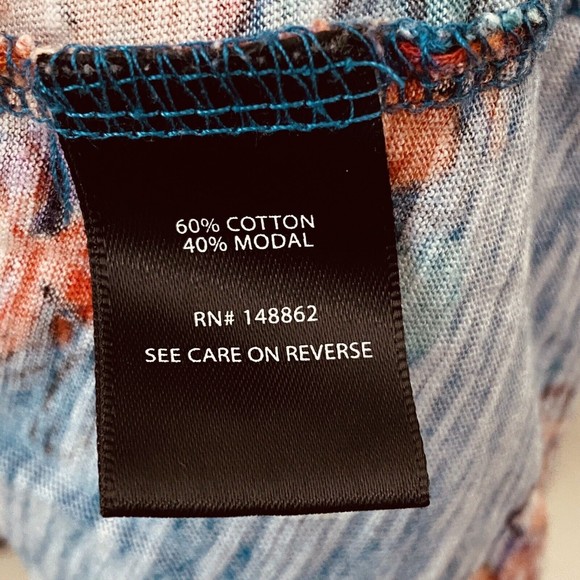 60% COTTON
40% MODAL
RN# 148862
SEE CARE ON REVERSE